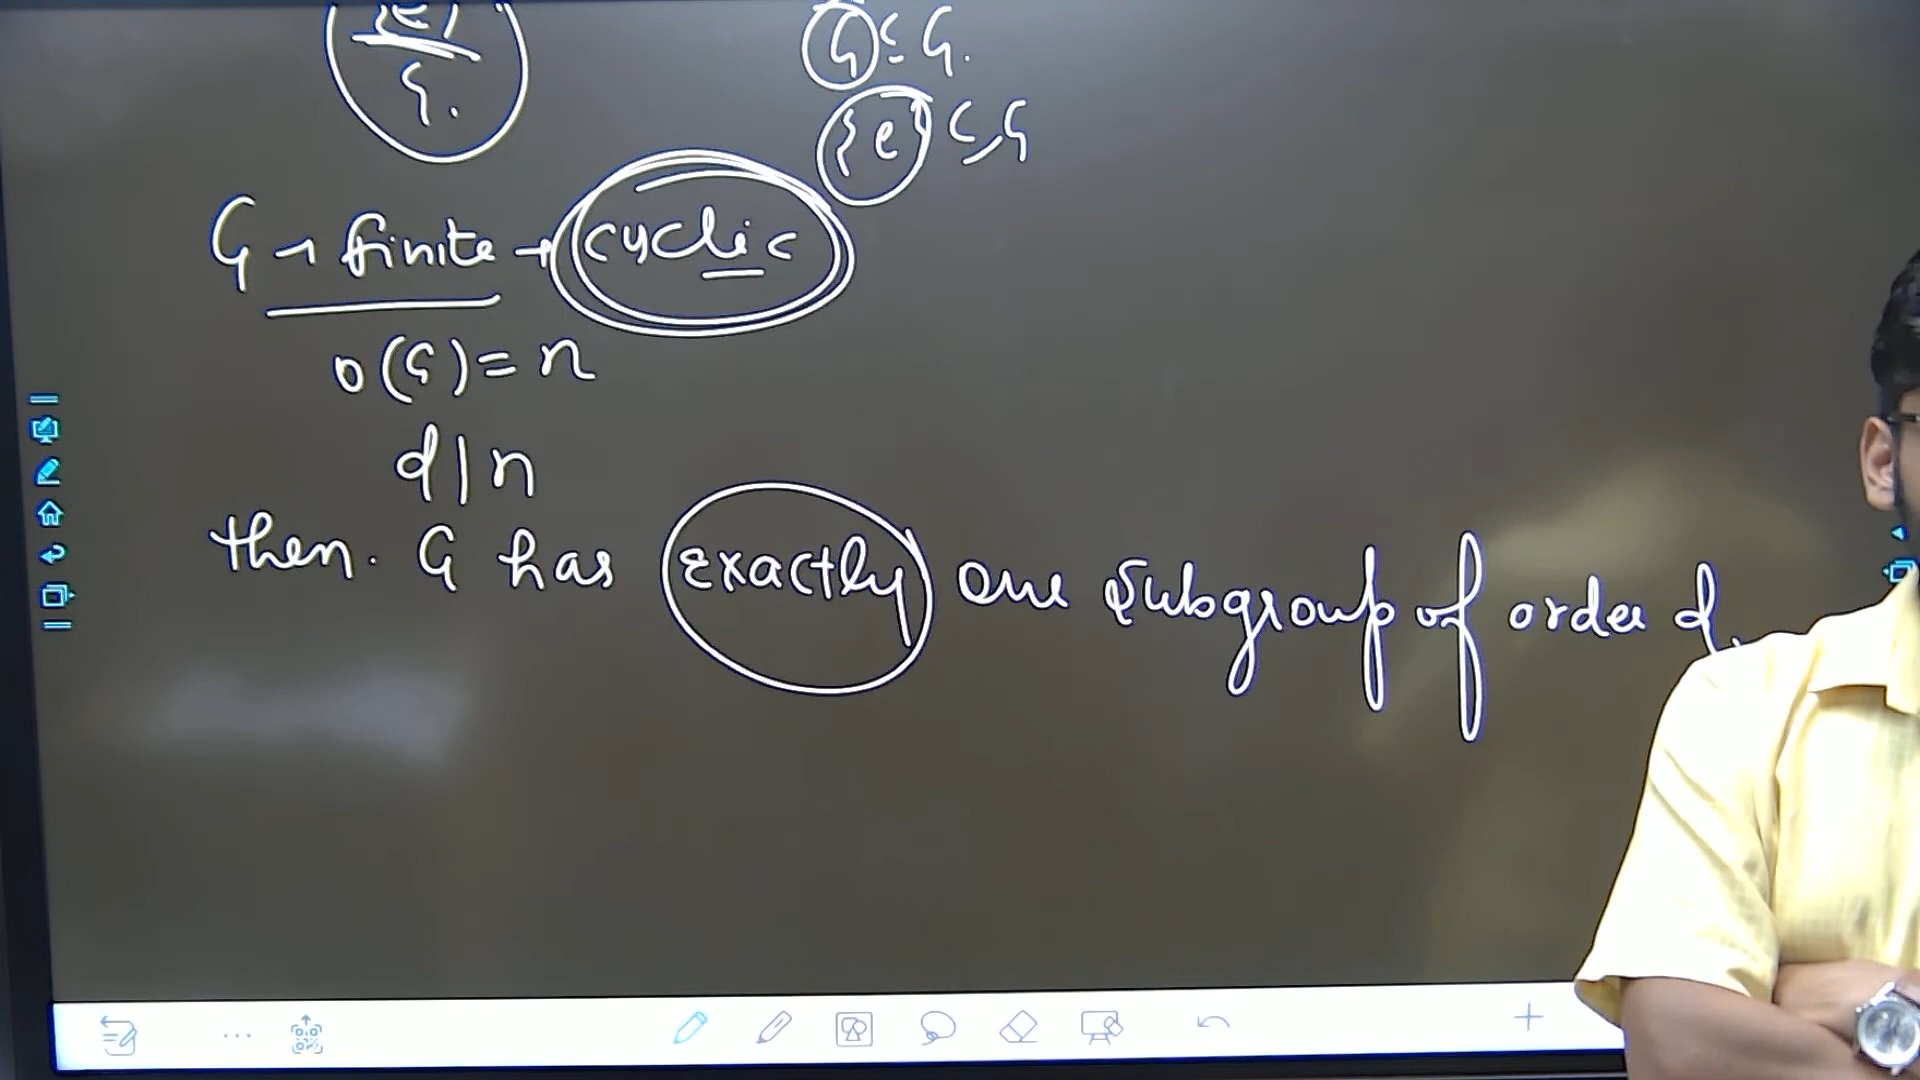 {e}
G.
G ⊆ G.
{e} ⊆ G
G → finite → cyclic
o(G) = n
d | n
then. G has exactly one subgroup of order d.